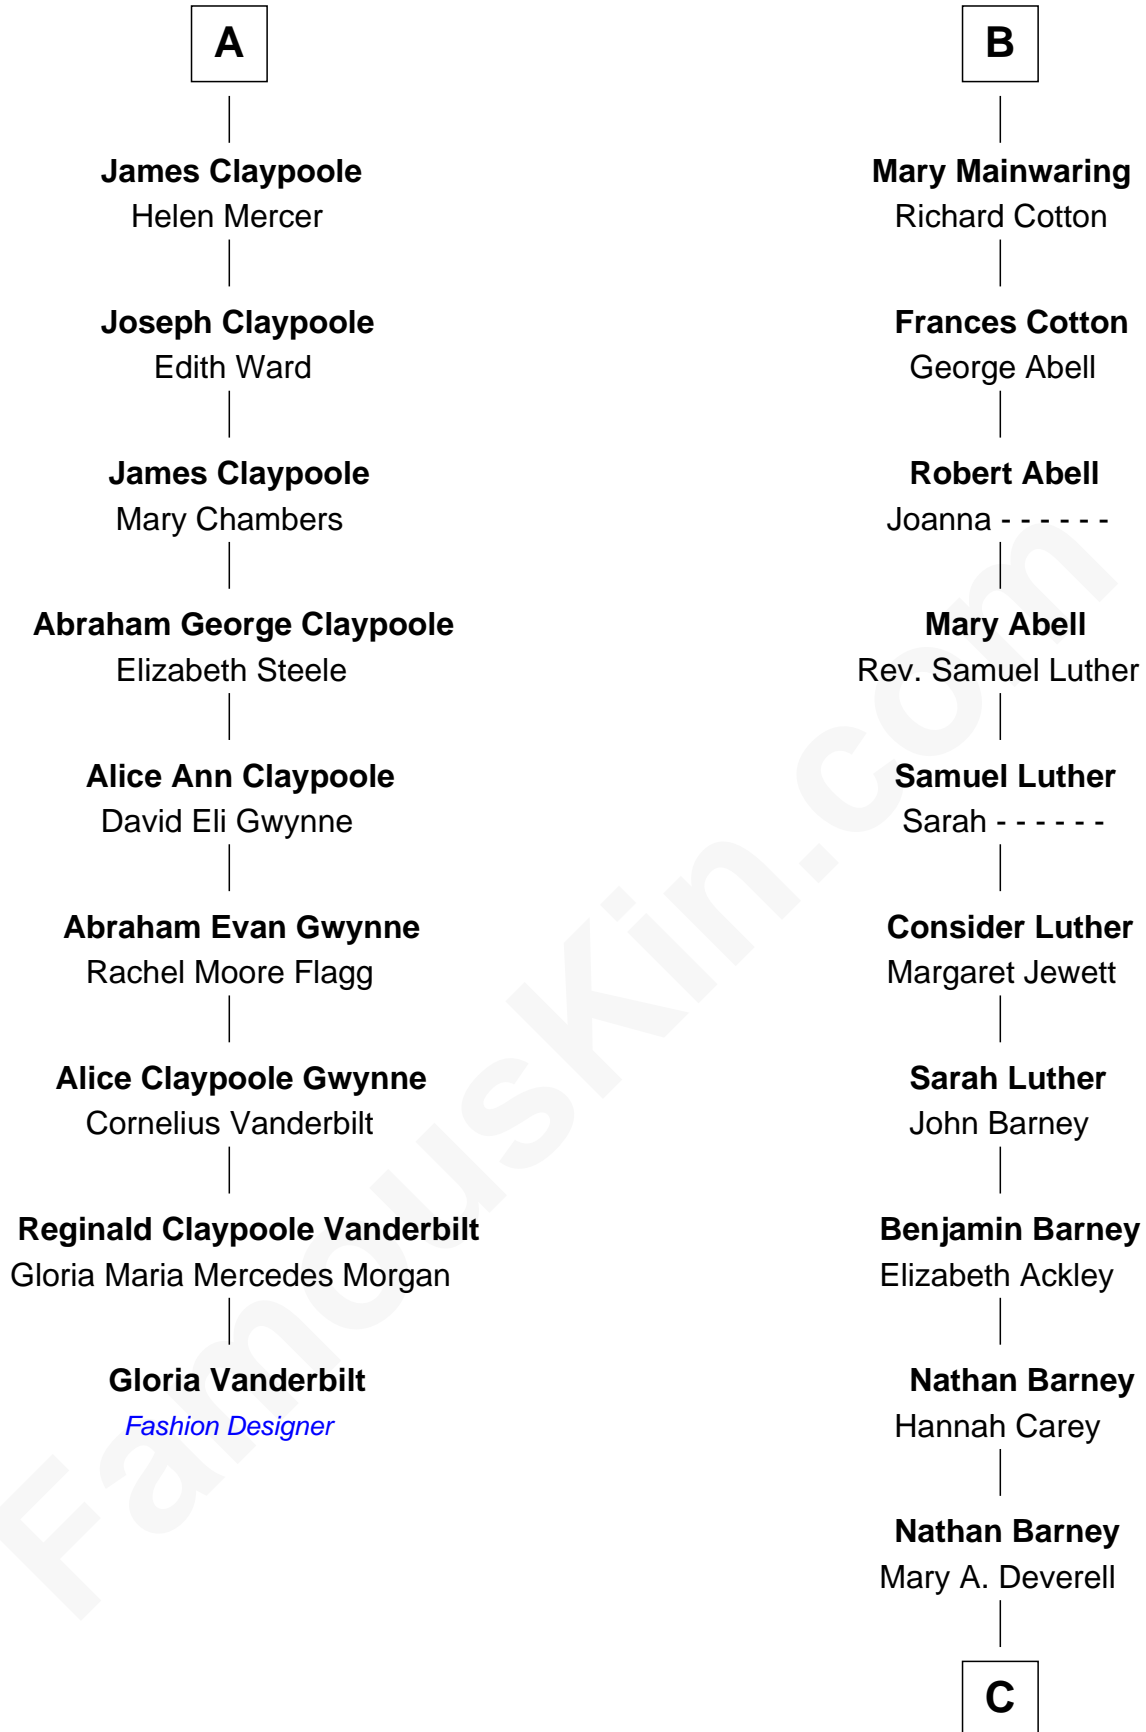 A
James Claypoole
Helen Mercer
Joseph Claypoole
Edith Ward
James Claypoole
Mary Chambers
Abraham George Claypoole
Elizabeth Steele
Alice Ann Claypoole
David Eli Gwynne
Abraham Evan Gwynne
Rachel Moore Flagg
Alice Claypoole Gwynne
Cornelius Vanderbilt
Reginald Claypoole Vanderbilt
Gloria Maria Mercedes Morgan
Gloria Vanderbilt
Fashion Designer
B
Mary Mainwaring
Richard Cotton
Frances Cotton
George Abell
Robert Abell
Joanna - - - - - -
Mary Abell
Rev. Samuel Luther
Samuel Luther
Sarah - - - - - -
Consider Luther
Margaret Jewett
Sarah Luther
John Barney
Benjamin Barney
Elizabeth Ackley
Nathan Barney
Hannah Carey
Nathan Barney
Mary A. Deverell
C
FamousKin.com